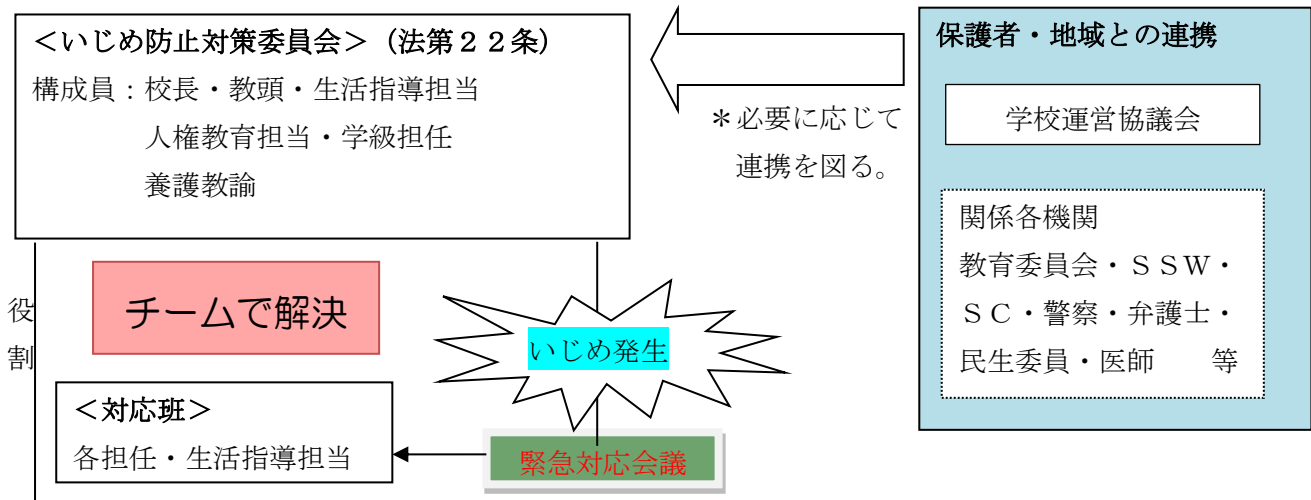 ＜いじめ防止対策委員会＞（法第２２条）
構成員：校長・教頭・生活指導担当
人権教育担当・学級担任
養護教諭
＊必要に応じて
連携を図る。
保護者・地域との連携
学校運営協議会
関係各機関
教育委員会・ＳＳＷ・
ＳＣ・警察・弁護士・
民生委員・医師　　等
役
割
チームで解決
いじめ発生
＜対応班＞
各担任・生活指導担当
緊急対応会議